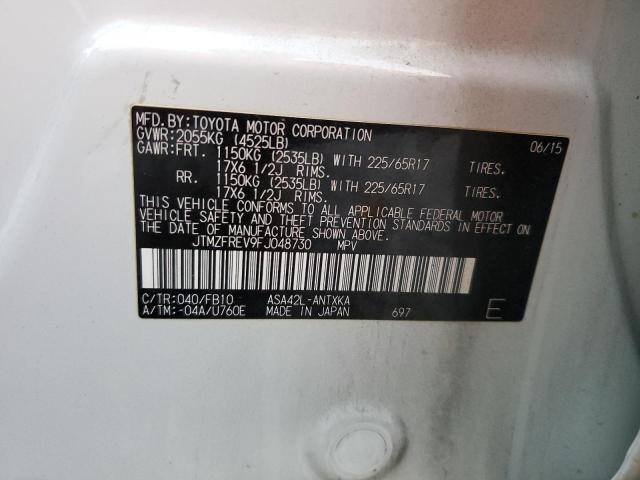 MFD.BY:TOYOTA MOTOR CORPORATION 06/15
GVWR:2055KG (4525LB)
GAWR:FRT. 1150KG (2535LB) WITH 225/65R17 TIRES.
17X6 1/2J RIMS.
RR. 1150KG (2535LB) WITH 225/65R17 TIRES.
17X6 1/2J RIMS.
THIS VEHICLE CONFORMS TO ALL APPLICABLE FEDERAL MOTOR
VEHICLE SAFETY AND THEFT PREVENTION STANDARDS IN EFFECT ON
THE DATE OF MANUFACTURE SHOWN ABOVE.
JTMZFREV9FJ048730 MPV
C/TR:040/FB10 ASA42L-ANTXKA
A/TM:-04A/U760E MADE IN JAPAN 697 E